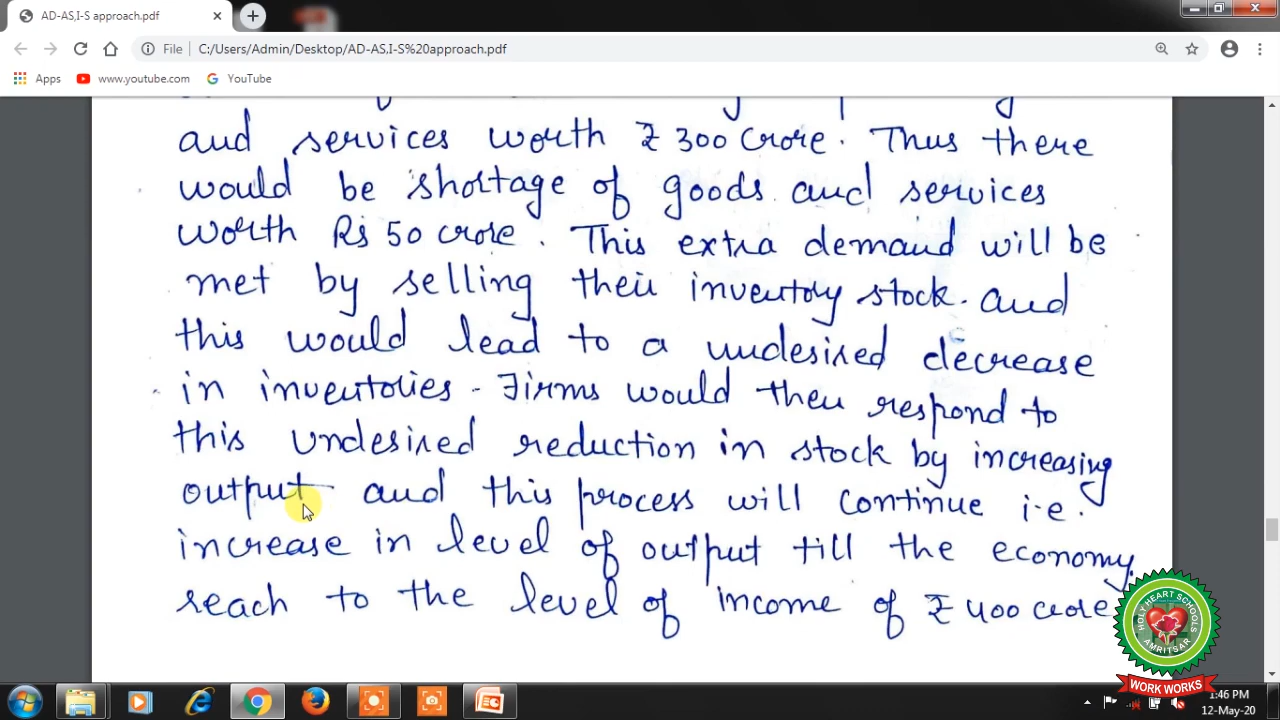 AD-AS,I-S approach.pdf
File C:/Users/Admin/Desktop/AD-AS,I-S%20approach.pdf
Apps www.youtube.com YouTube
and services worth ₹ 300 Crore. Thus there
would be shortage of goods and services
worth Rs 50 crore. This extra demand will be
met by selling their inventory stock. and
this would lead to a undesired decrease
in inventories. Firms would then respond to
this undesired reduction in stock by increasing
output and this process will continue i.e.
increase in level of output till the economy
reach to the level of income of ₹ 400 crore
HOLY HEART SCHOOLS
AMRITSAR
WORK WORKS
1:46 PM
12-May-20